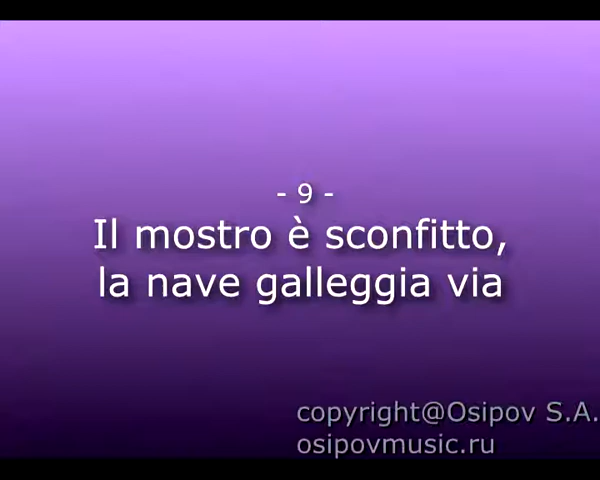 - 9 -
Il mostro è sconfitto,
la nave galleggia via
copyright@Osipov S.A.
osipovmusic.ru